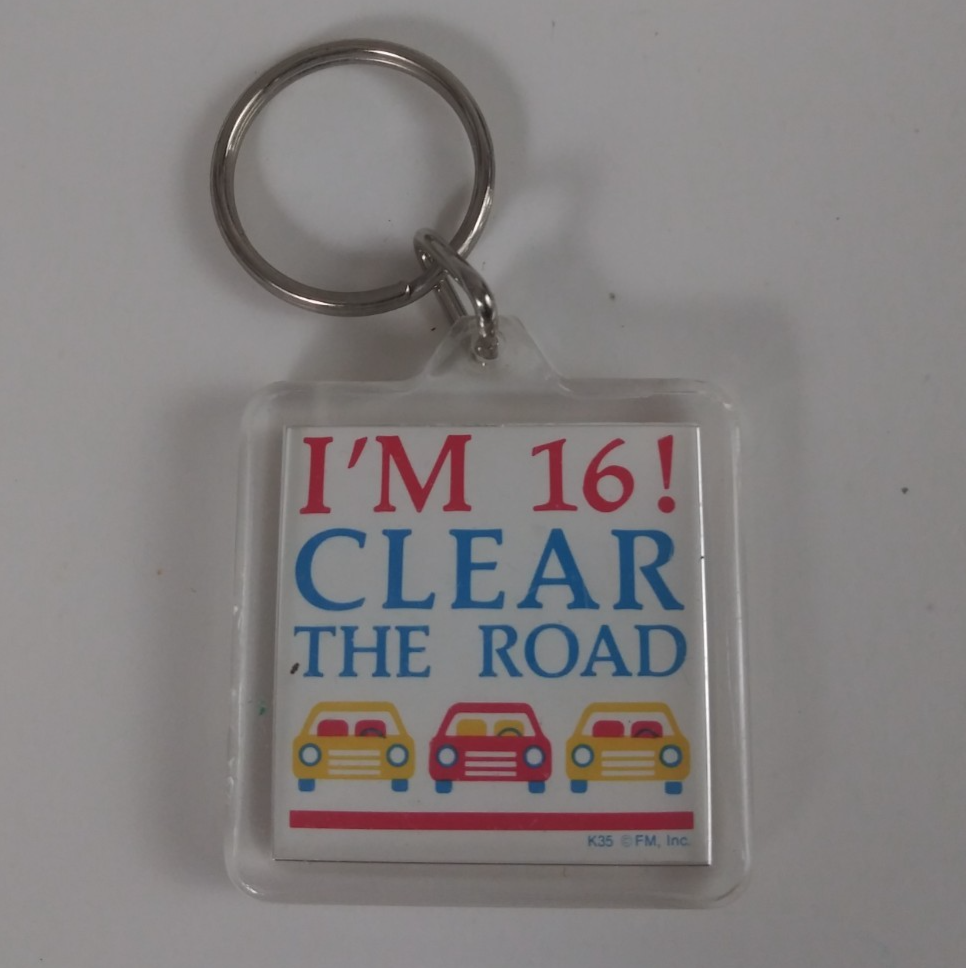 I'M 16!
CLEAR
THE ROAD
K35 ©FM, Inc.